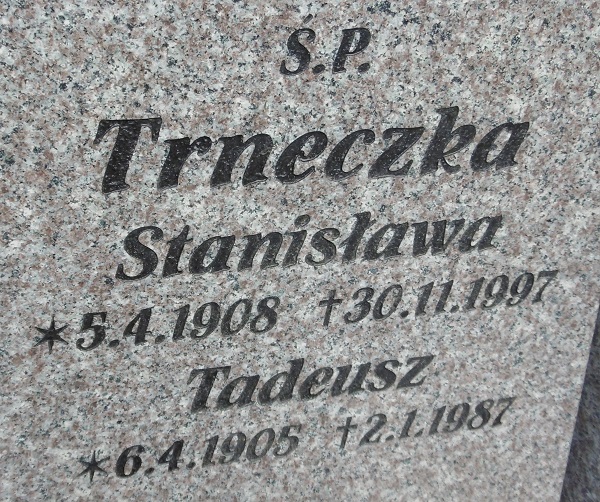 Ś.P.
Trneczka
Stanisława
*5.4.1908 †30.11.1997
Tadeusz
*6.4.1905 †2.1.1987